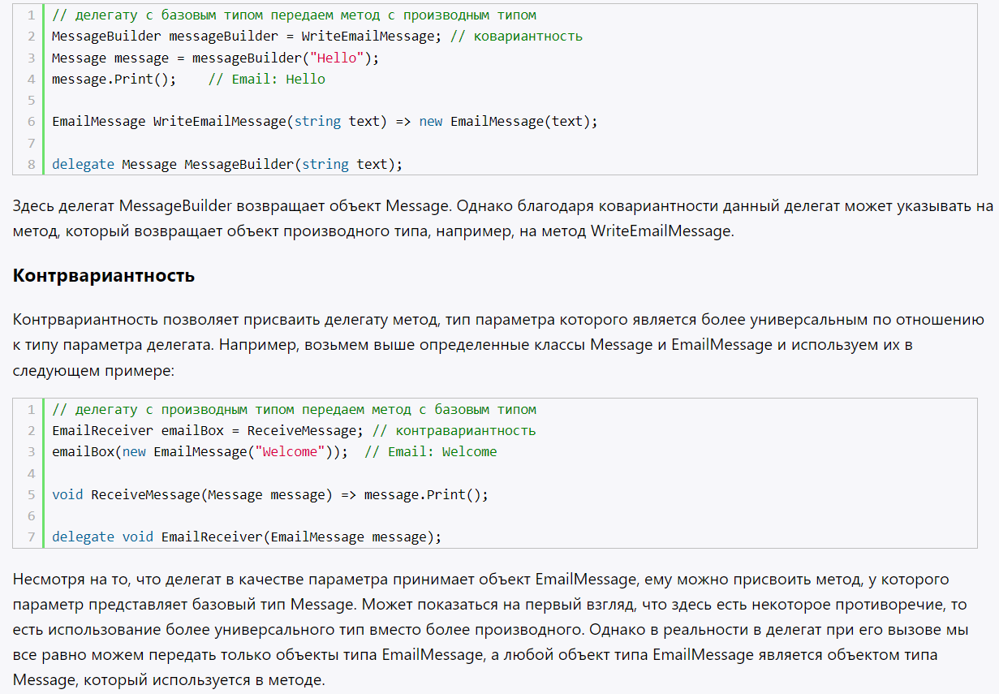 1 // делегату с базовым типом передаем метод с производным типом
2 MessageBuilder messageBuilder = WriteEmailMessage; // ковариантность
3 Message message = messageBuilder("Hello");
4 message.Print();    // Email: Hello
5
6 EmailMessage WriteEmailMessage(string text) => new EmailMessage(text);
7
8 delegate Message MessageBuilder(string text);
Здесь делегат MessageBuilder возвращает объект Message. Однако благодаря ковариантности данный делегат может указывать на
метод, который возвращает объект производного типа, например, на метод WriteEmailMessage.
Контрвариантность
Контрвариантность позволяет присваить делегату метод, тип параметра которого является более универсальным по отношению
к типу параметра делегата. Например, возьмем выше определенные классы Message и EmailMessage и используем их в
следующем примере:
1 // делегату с производным типом передаем метод с базовым типом
2 EmailReceiver emailBox = ReceiveMessage; // контравариантность
3 emailBox(new EmailMessage("Welcome"));  // Email: Welcome
4
5 void ReceiveMessage(Message message) => message.Print();
6
7 delegate void EmailReceiver(EmailMessage message);
Несмотря на то, что делегат в качестве параметра принимает объект EmailMessage, ему можно присвоить метод, у которого
параметр представляет базовый тип Message. Может показаться на первый взгляд, что здесь есть некоторое противоречие, то
есть использование более универсального тип вместо более производного. Однако в реальности в делегат при его вызове мы
все равно можем передать только объекты типа EmailMessage, а любой объект типа EmailMessage является объектом типа
Message, который используется в методе.